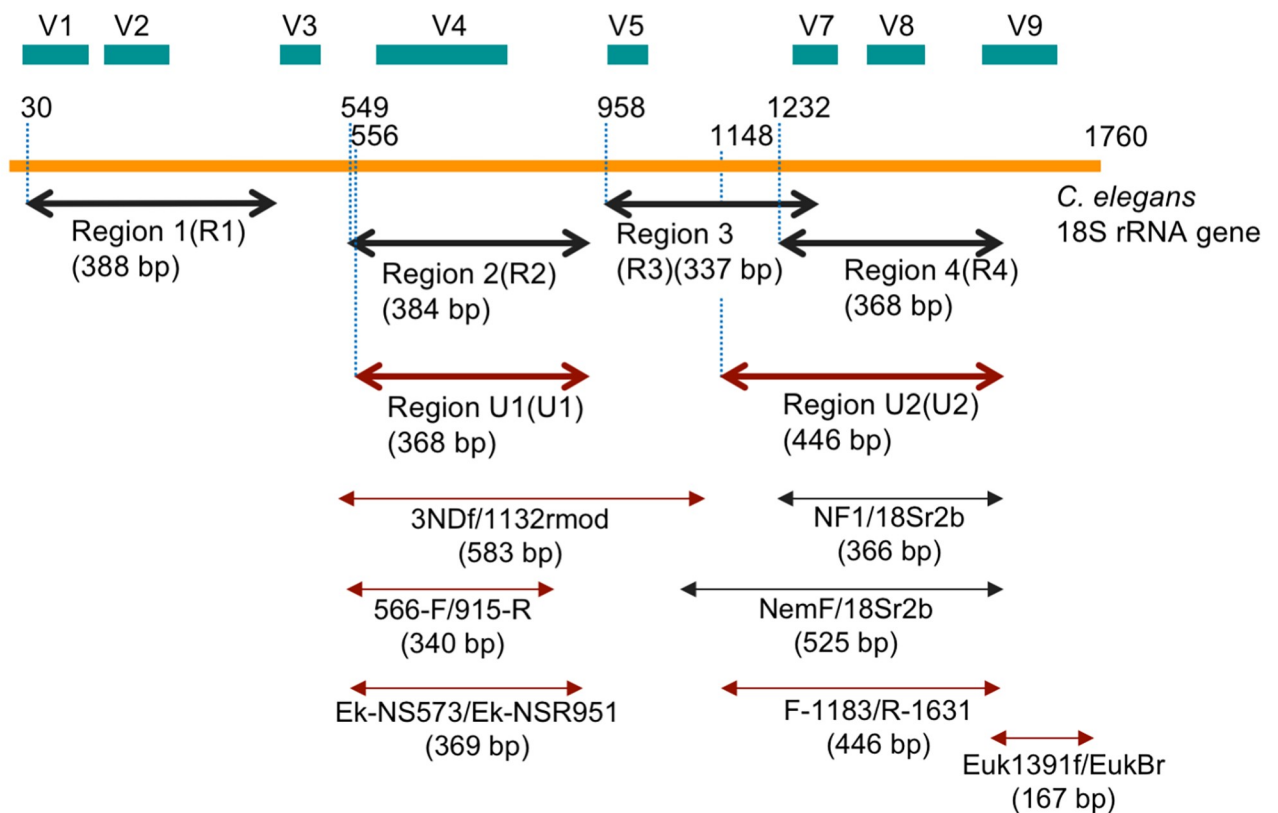 V1 V2 V3 V4 V5 V7 V8 V9
30 549 958 1232
556 1148 1760
C. elegans
18S rRNA gene
Region 1(R1)
(388 bp)
Region 2(R2)
(384 bp)
Region 3
(R3)(337 bp)
Region 4(R4)
(368 bp)
Region U1(U1)
(368 bp)
Region U2(U2)
(446 bp)
3NDf/1132rmod
(583 bp)
NF1/18Sr2b
(366 bp)
566-F/915-R
(340 bp)
NemF/18Sr2b
(525 bp)
Ek-NS573/Ek-NSR951
(369 bp)
F-1183/R-1631
(446 bp)
Euk1391f/EukBr
(167 bp)